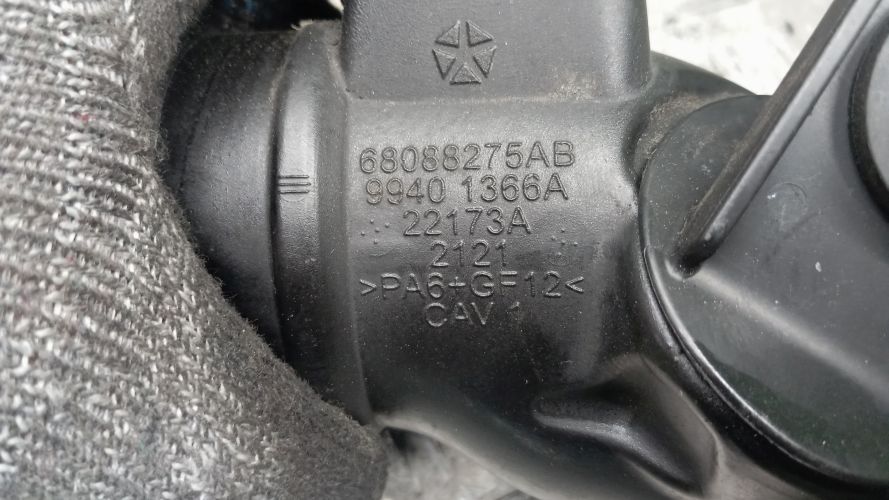 68088275AB
9940 1366A
22173A
2121
>PA6+GF12<
CAV 1